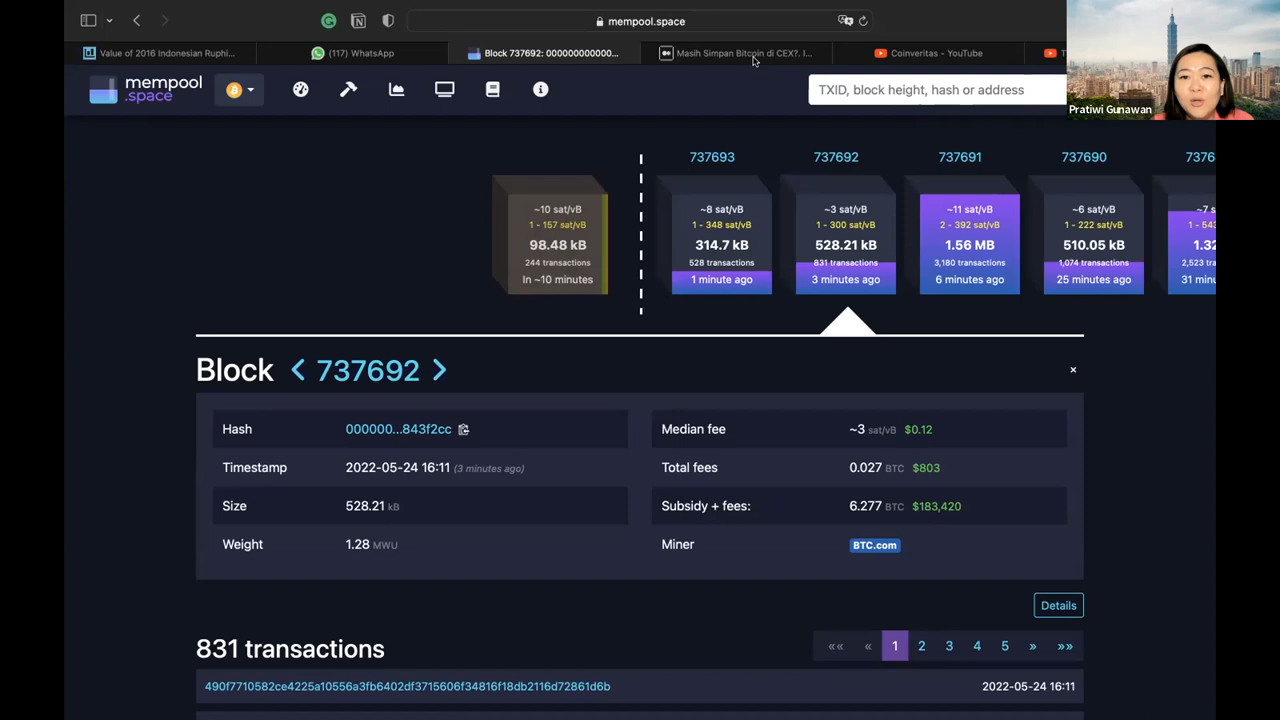 mempool.space
Value of 2016 Indonesian Ruphi...
(117) WhatsApp
Block 737692: 000000000000...
Masih Simpan Bitcoin di CEX?. I...
Coinveritas - YouTube
mempool
.space
TXID, block height, hash or address
Pratiwi Gunawan
737693
737692
737691
737690
7376
~10 sat/vB
1 - 157 sat/vB
98.48 kB
244 transactions
In ~10 minutes
~8 sat/vB
1 - 348 sat/vB
314.7 kB
528 transactions
1 minute ago
~3 sat/vB
1 - 300 sat/vB
528.21 kB
831 transactions
3 minutes ago
~11 sat/vB
2 - 392 sat/vB
1.56 MB
3,180 transactions
6 minutes ago
~6 sat/vB
1 - 222 sat/vB
510.05 kB
1,074 transactions
25 minutes ago
~7 s
1 - 543
1.32
2,523 tra
31 min
Block < 737692 >
×
Hash 000000...843f2cc
Timestamp 2022-05-24 16:11 (3 minutes ago)
Size 528.21 kB
Weight 1.28 MWU
Median fee ~3 sat/vB $0.12
Total fees 0.027 BTC $803
Subsidy + fees: 6.277 BTC $183,420
Miner BTC.com
Details
831 transactions
«« « 1 2 3 4 5 » »»
490f7710582ce4225a10556a3fb6402df3715606f34816f18db2116d72861d6b 2022-05-24 16:11